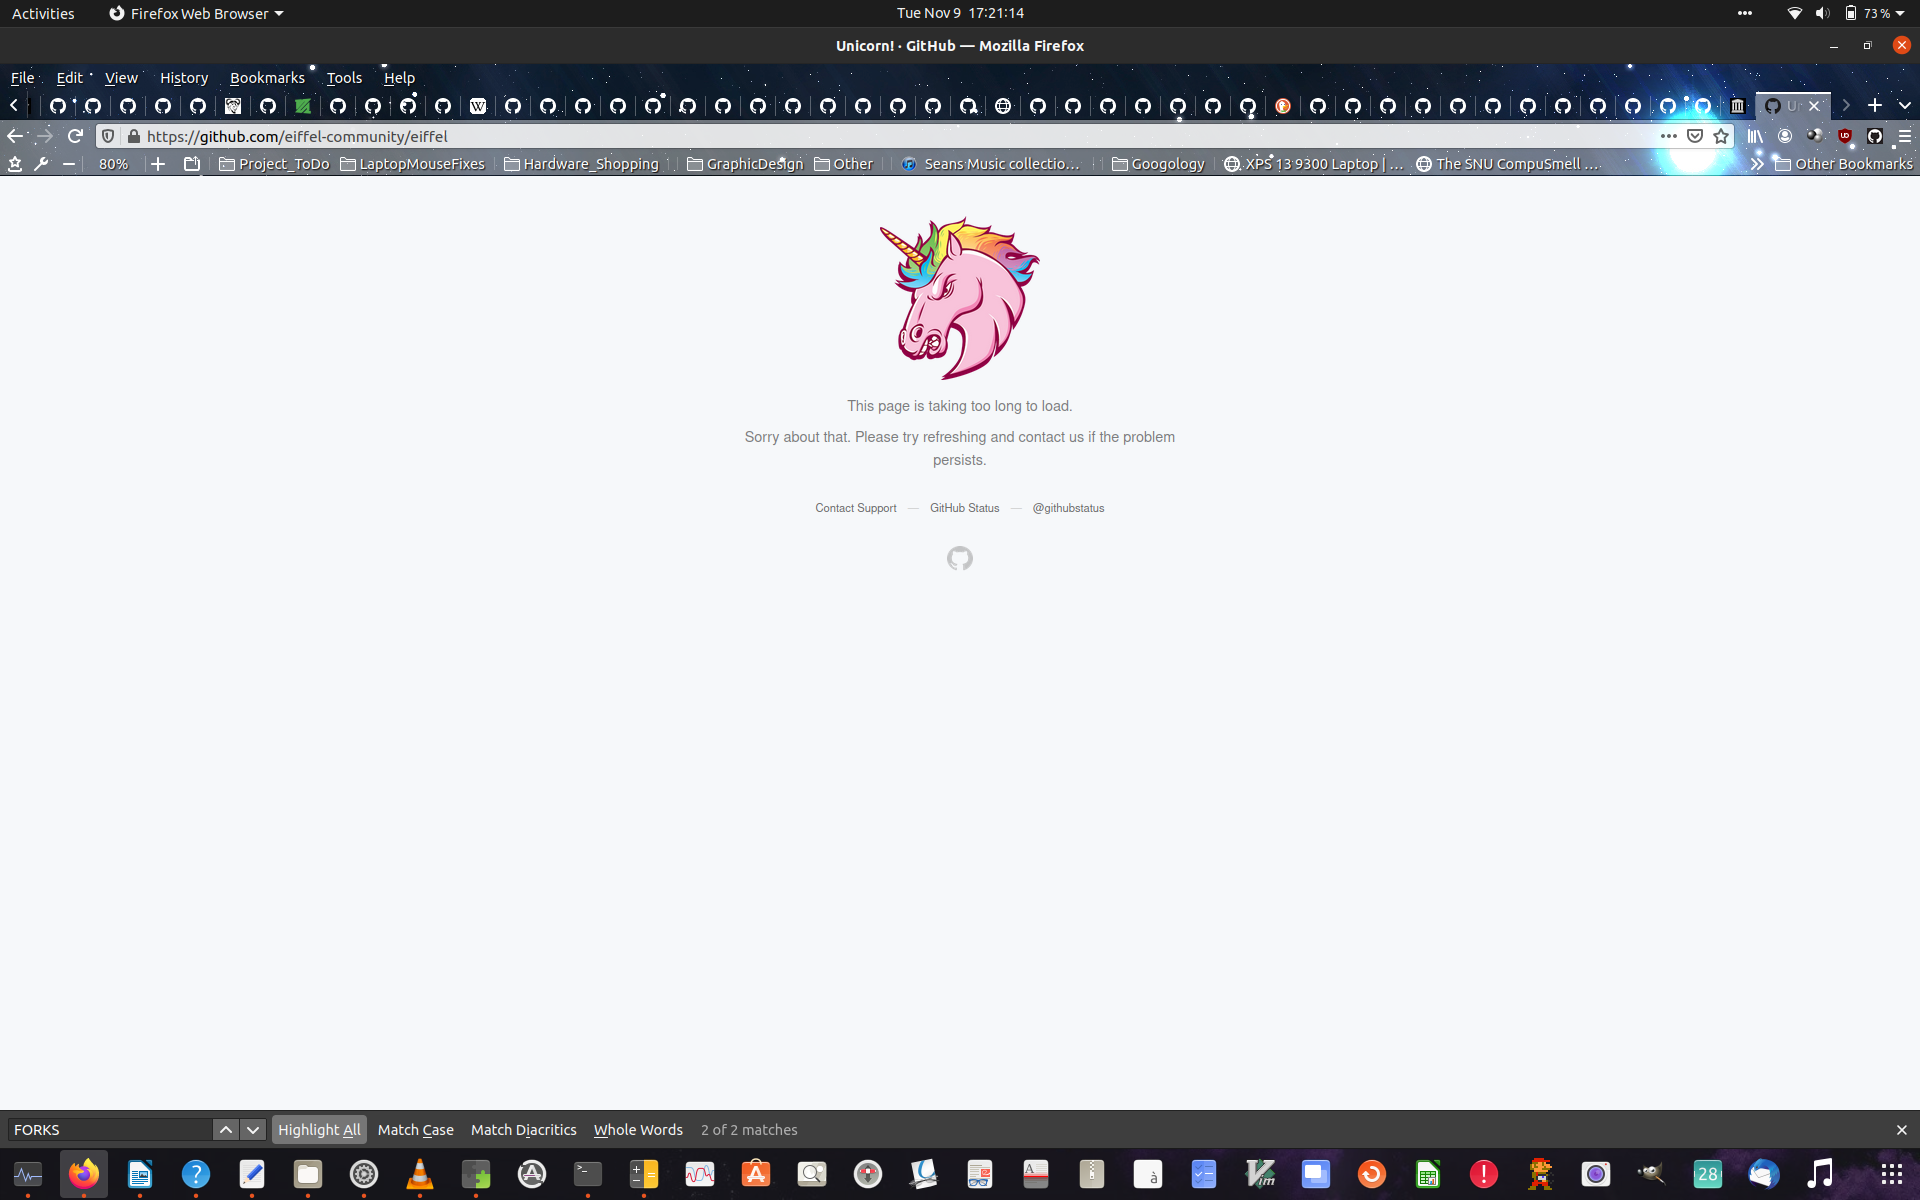 Activities
Firefox Web Browser
Tue Nov 9 17:21:14
73 %
Unicorn! · GitHub — Mozilla Firefox
File Edit View History Bookmarks Tools Help
https://github.com/eiffel-community/eiffel
80%
Project_ToDo
LaptopMouseFixes
Hardware_Shopping
GraphicDesign
Other
Seans Music collectio…
Googology
XPS 13 9300 Laptop | …
The SNU CompuSmell …
Other Bookmarks
This page is taking too long to load.
Sorry about that. Please try refreshing and contact us if the problem
persists.
Contact Support — GitHub Status — @githubstatus
FORKS
Highlight All
Match Case
Match Diacritics
Whole Words
2 of 2 matches
28